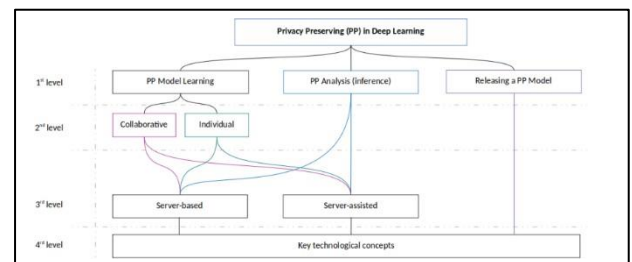 Privacy Preserving (PP) in Deep Learning
1st level
PP Model Learning
PP Analysis (inference)
Releasing a PP Model
2nd level
Collaborative
Individual
3rd level
Server-based
Server-assisted
4th level
Key technological concepts